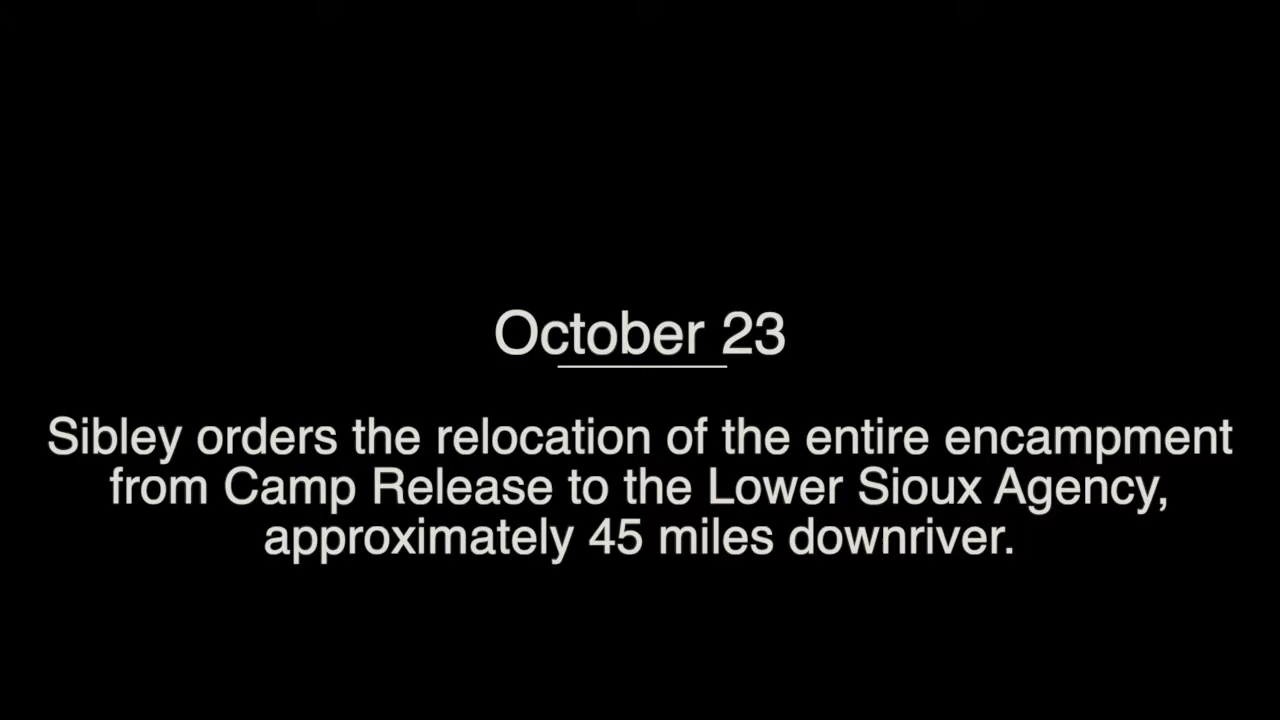 October 23
Sibley orders the relocation of the entire encampment
from Camp Release to the Lower Sioux Agency,
approximately 45 miles downriver.